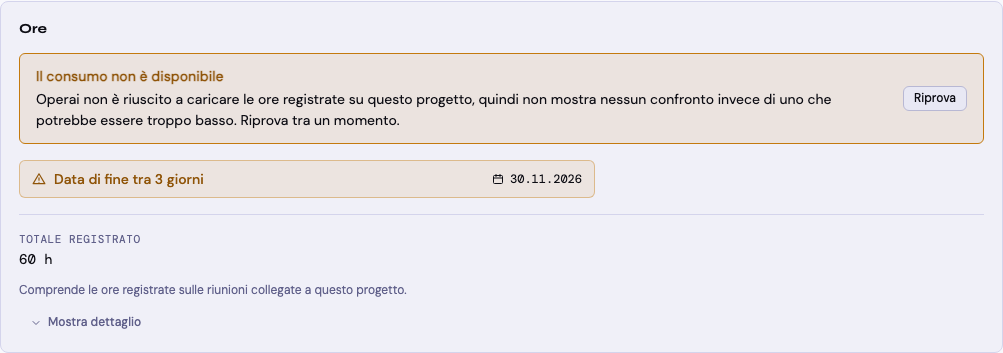 Ore
Il consumo non è disponibile
Operai non è riuscito a caricare le ore registrate su questo progetto, quindi non mostra nessun confronto invece di uno che
potrebbe essere troppo basso. Riprova tra un momento.
Riprova
Data di fine tra 3 giorni
30.11.2026
TOTALE REGISTRATO
60 h
Comprende le ore registrate sulle riunioni collegate a questo progetto.
Mostra dettaglio